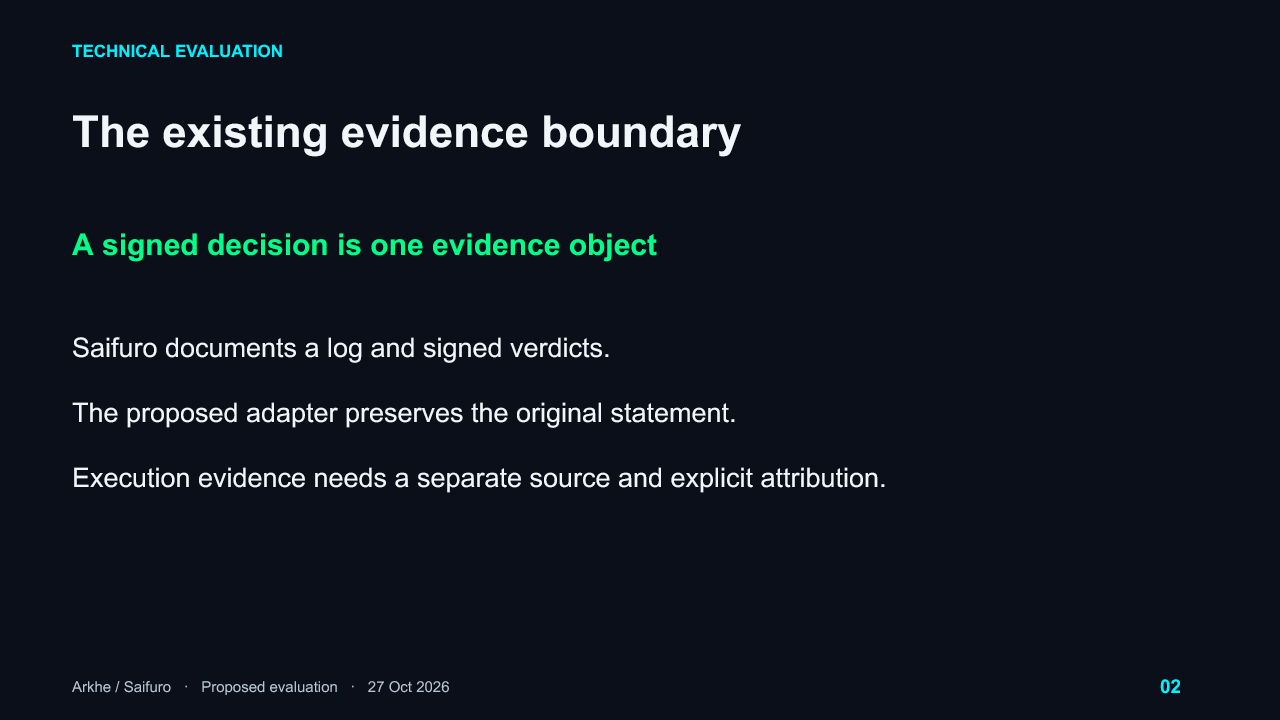 TECHNICAL EVALUATION
The existing evidence boundary
A signed decision is one evidence object
Saifuro documents a log and signed verdicts.
The proposed adapter preserves the original statement.
Execution evidence needs a separate source and explicit attribution.
Arkhe / Saifuro · Proposed evaluation · 27 Oct 2026
02